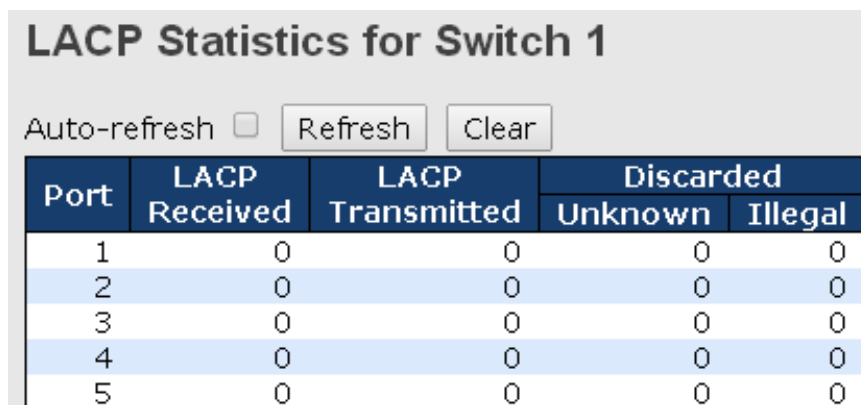 LACP Statistics for Switch 1
Auto-refresh Refresh Clear
Port LACP Received LACP Transmitted Discarded
Unknown Illegal
1 0 0 0 0
2 0 0 0 0
3 0 0 0 0
4 0 0 0 0
5 0 0 0 0